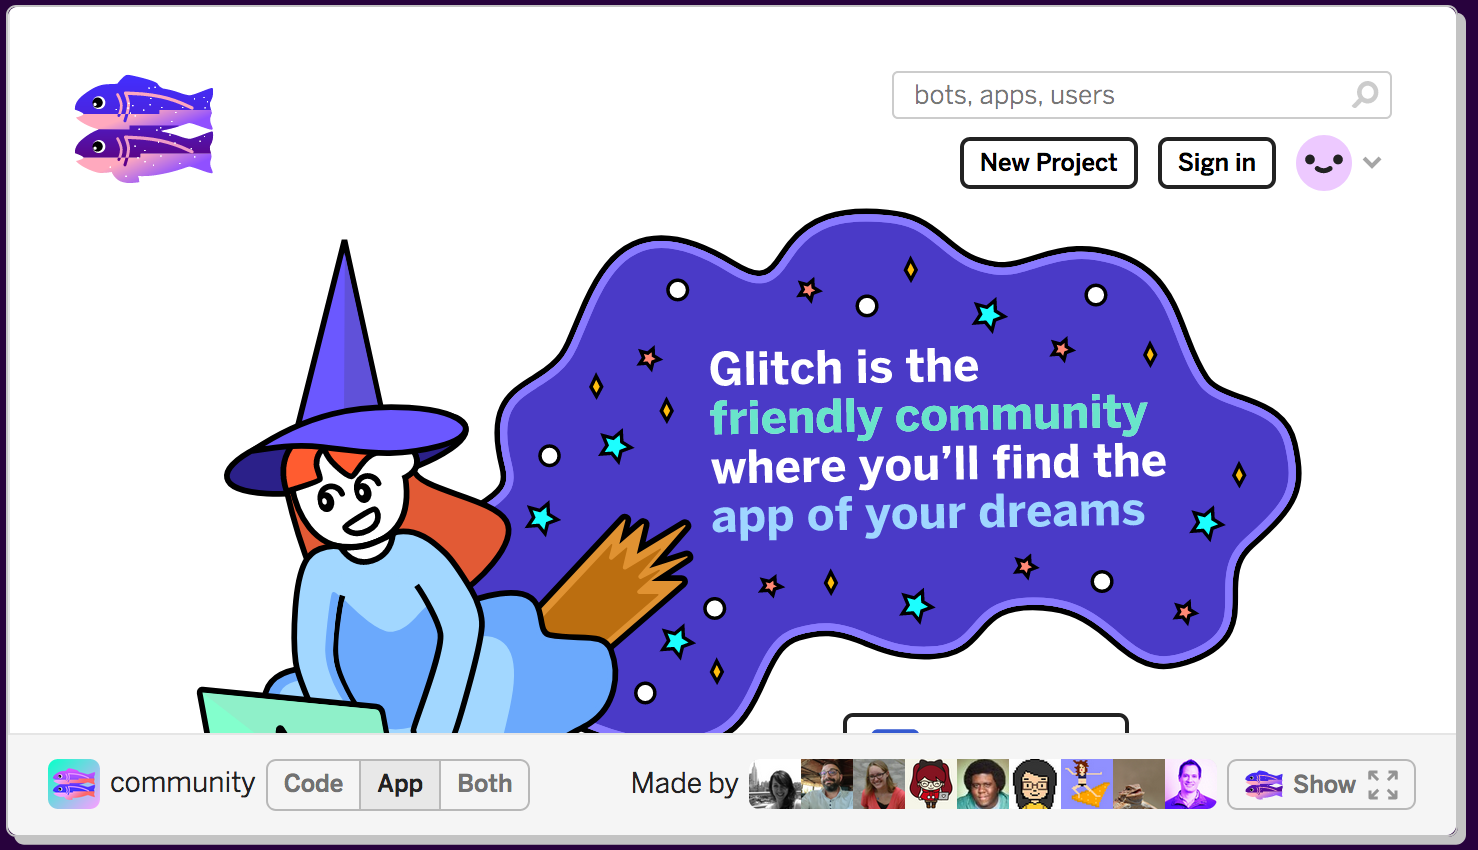 bots, apps, users
New Project
Sign in
Glitch is the
friendly community
where you’ll find the
app of your dreams
community
Code
App
Both
Made by
Show